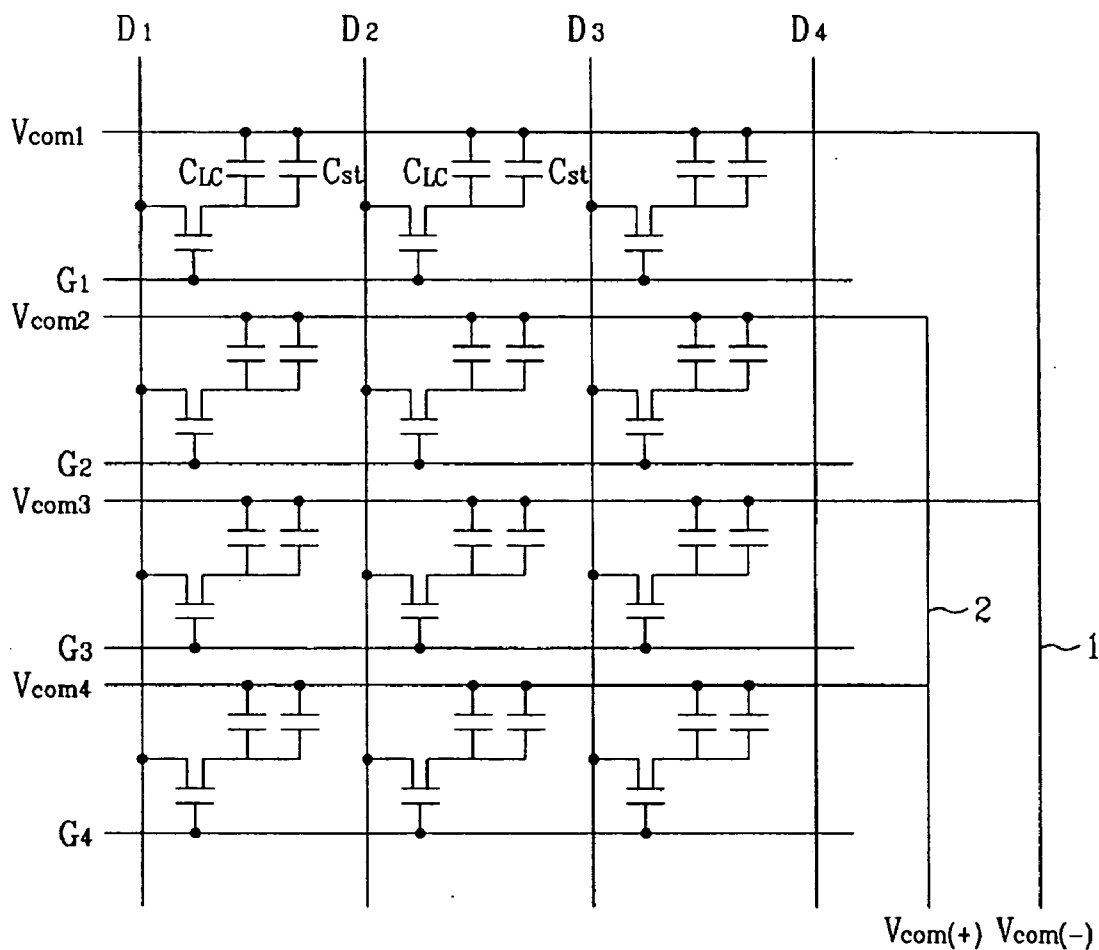 D1 D2 D3 D4
Vcom1
CLC Cst CLC Cst
G1
Vcom2
G2
Vcom3
2
G3
1
Vcom4
G4
Vcom(+) Vcom(-)